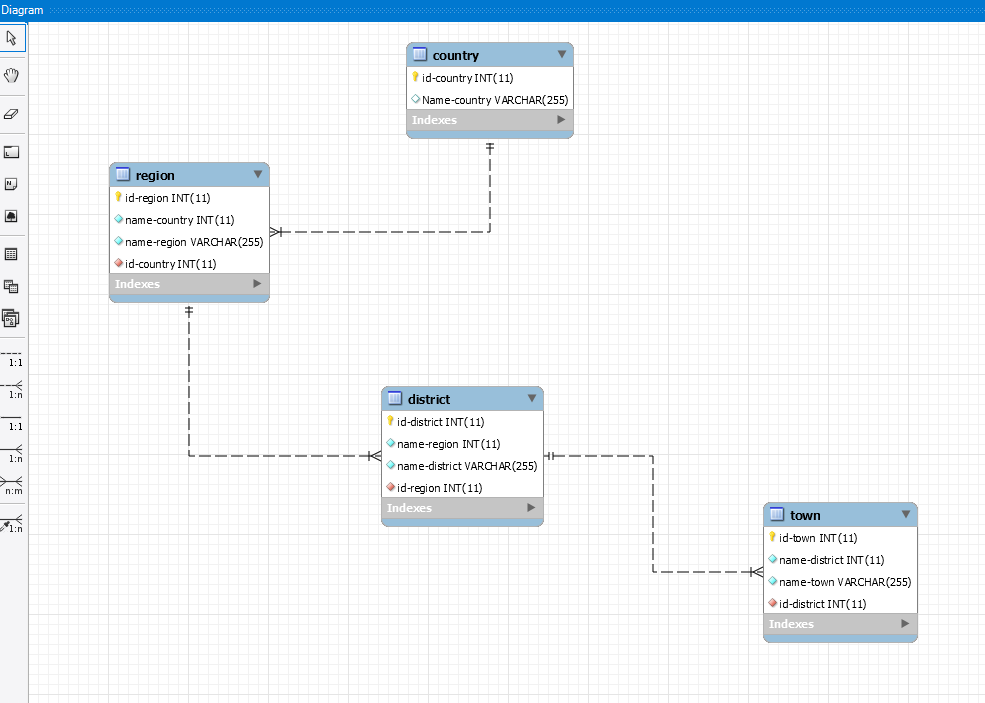 Diagram
country
id-country INT(11)
Name-country VARCHAR(255)
Indexes
region
id-region INT(11)
name-country INT(11)
name-region VARCHAR(255)
id-country INT(11)
Indexes
district
id-district INT(11)
name-region INT(11)
name-district VARCHAR(255)
id-region INT(11)
Indexes
town
id-town INT(11)
name-district INT(11)
name-town VARCHAR(255)
id-district INT(11)
Indexes
1:1
1:n
1:1
1:n
n:m
1:n